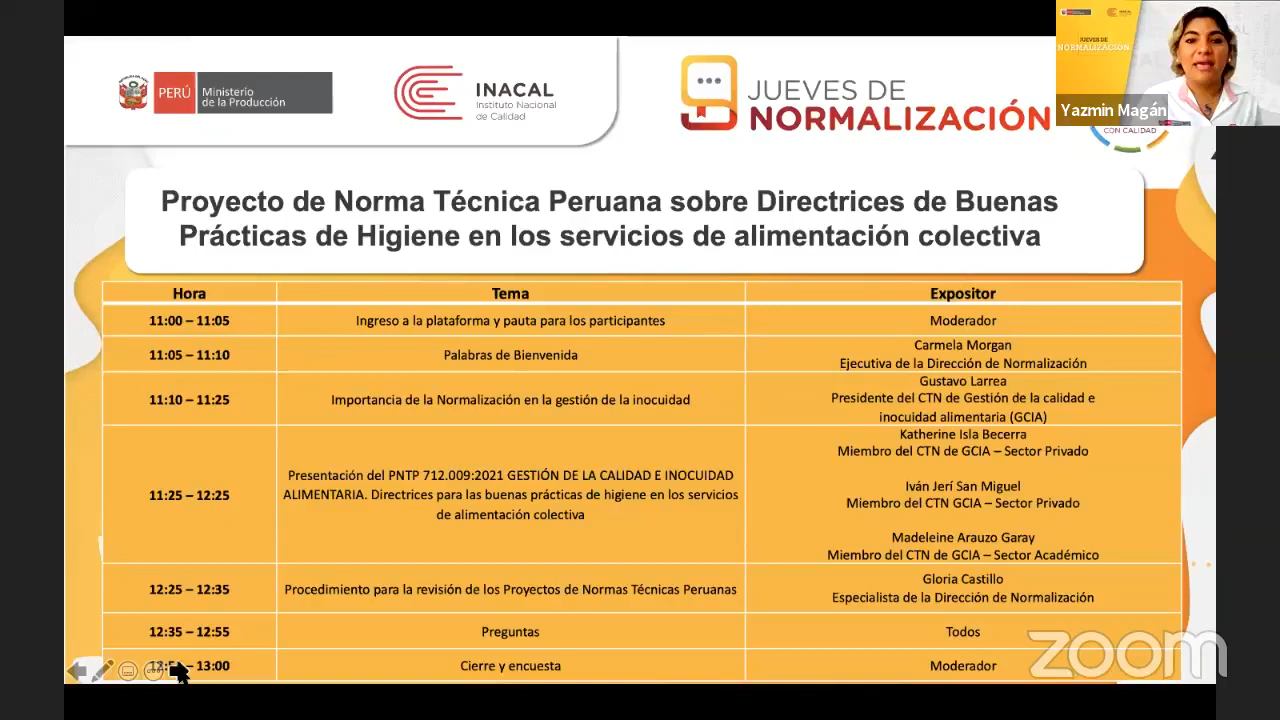 PERÚ
Ministerio
de la Producción
INACAL
Instituto Nacional
de Calidad
JUEVES DE
NORMALIZACIÓN
JUEVES DE
NORMALIZACIÓN
Yazmin Magán
CON CALIDAD
Proyecto de Norma Técnica Peruana sobre Directrices de Buenas
Prácticas de Higiene en los servicios de alimentación colectiva
Hora Tema Expositor
11:00 – 11:05 Ingreso a la plataforma y pauta para los participantes Moderador
11:05 – 11:10 Palabras de Bienvenida Carmela Morgan
Ejecutiva de la Dirección de Normalización
11:10 – 11:25 Importancia de la Normalización en la gestión de la inocuidad Gustavo Larrea
Presidente del CTN de Gestión de la calidad e
inocuidad alimentaria (GCIA)
11:25 – 12:25
Presentación del PNTP 712.009:2021 GESTIÓN DE LA CALIDAD E INOCUIDAD
ALIMENTARIA. Directrices para las buenas prácticas de higiene en los servicios
de alimentación colectiva
Katherine Isla Becerra
Miembro del CTN de GCIA – Sector Privado
Iván Jerí San Miguel
Miembro del CTN GCIA – Sector Privado
Madeleine Arauzo Garay
Miembro del CTN de GCIA – Sector Académico
12:25 – 12:35 Procedimiento para la revisión de los Proyectos de Normas Técnicas Peruanas Gloria Castillo
Especialista de la Dirección de Normalización
12:35 – 12:55 Preguntas Todos
– 13:00 Cierre y encuesta Moderador
zoom